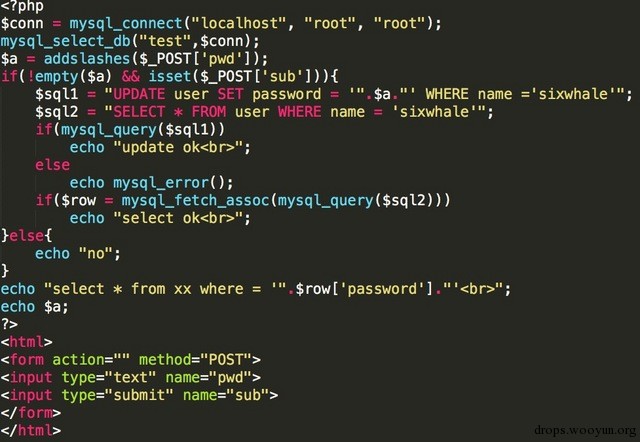 <?php
$conn = mysql_connect("localhost", "root", "root");
mysql_select_db("test",$conn);
$a = addslashes($_POST['pwd']);
if(!empty($a) && isset($_POST['sub'])){
    $sql1 = "UPDATE user SET password = '".$a."' WHERE name ='sixwhale'";
    $sql2 = "SELECT * FROM user WHERE name = 'sixwhale'";
    if(mysql_query($sql1))
        echo "update ok<br>";
    else
        echo mysql_error();
    if($row = mysql_fetch_assoc(mysql_query($sql2)))
        echo "select ok<br>";
}else{
    echo "no";
}
echo "select * from xx where = '".$row['password']."'<br>";
echo $a;
?>
<html>
<form action="" method="POST">
<input type="text" name="pwd">
<input type="submit" name="sub">
</form>
</html>
drops.wooyun.org